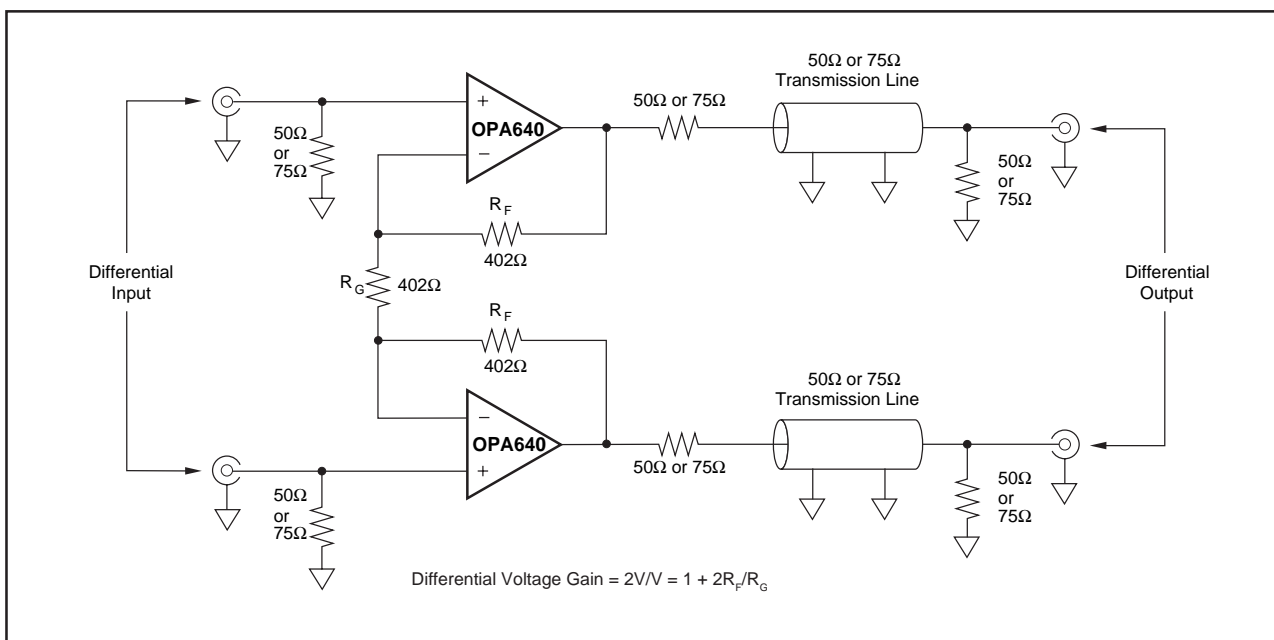 50Ω or 75Ω
Transmission Line
50Ω or 75Ω
+
OPA640
–
50Ω
or
75Ω
50Ω
or
75Ω
R_F
402Ω
Differential
Input
R_G
402Ω
Differential
Output
R_F
402Ω
50Ω or 75Ω
Transmission Line
–
OPA640
+
50Ω or 75Ω
50Ω
or
75Ω
50Ω
or
75Ω
Differential Voltage Gain = 2V/V = 1 + 2R_F/R_G